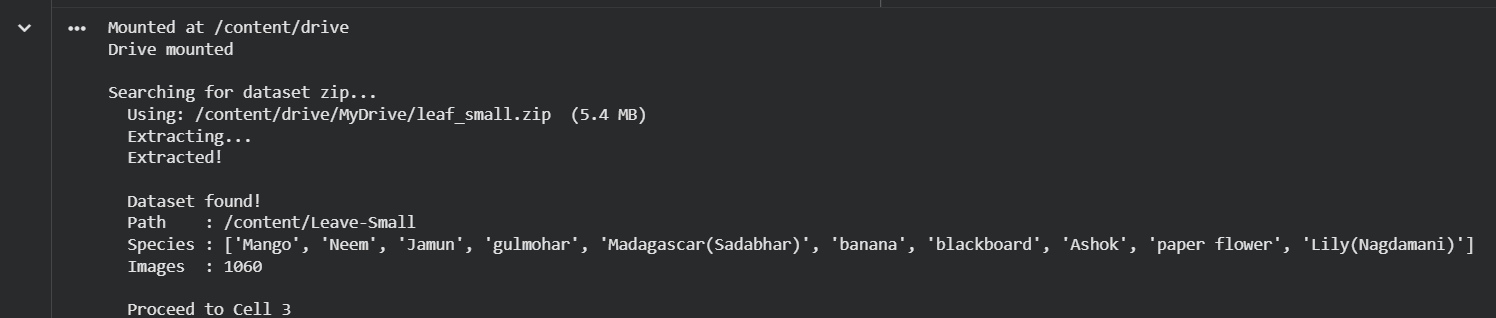 Mounted at /content/drive
Drive mounted
Searching for dataset zip...
Using: /content/drive/MyDrive/leaf_small.zip  (5.4 MB)
Extracting...
Extracted!
Dataset found!
Path    : /content/Leave-Small
Species : ['Mango', 'Neem', 'Jamun', 'gulmohar', 'Madagascar(Sadabhar)', 'banana', 'blackboard', 'Ashok', 'paper flower', 'Lily(Nagdamani)']
Images  : 1060
Proceed to Cell 3